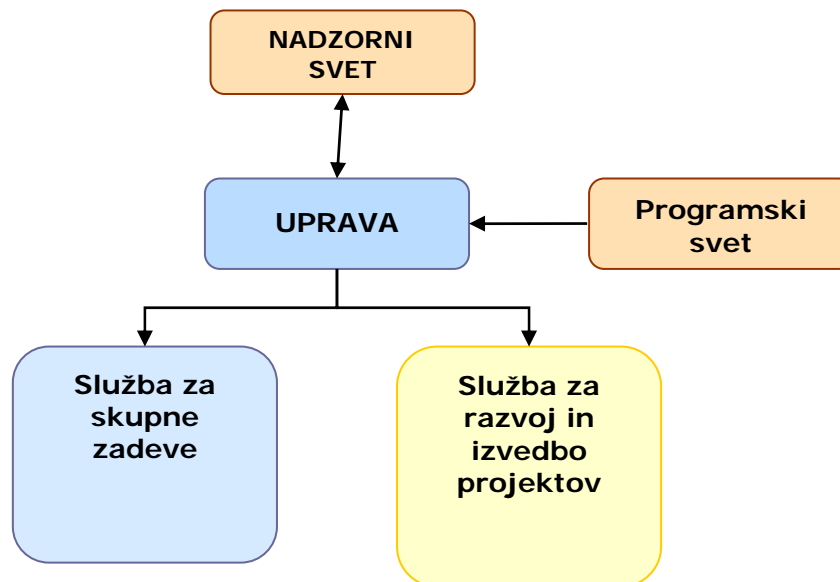 NADZORNI
SVET
UPRAVA
Programski
svet
Služba za
skupne
zadeve
Služba za
razvoj in
izvedbo
projektov